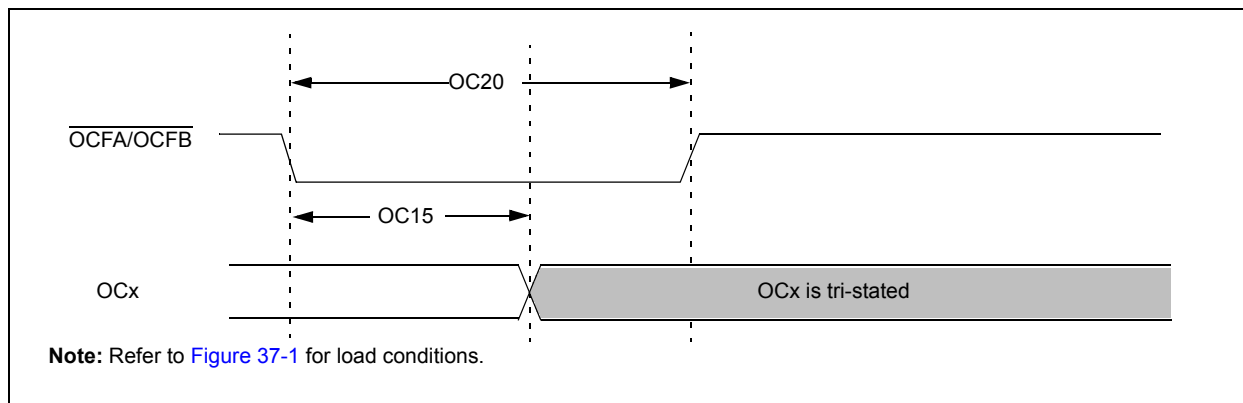 OC20
OCFA/OCFB
OC15
OCx
OCx is tri-stated
Note: Refer to Figure 37-1 for load conditions.